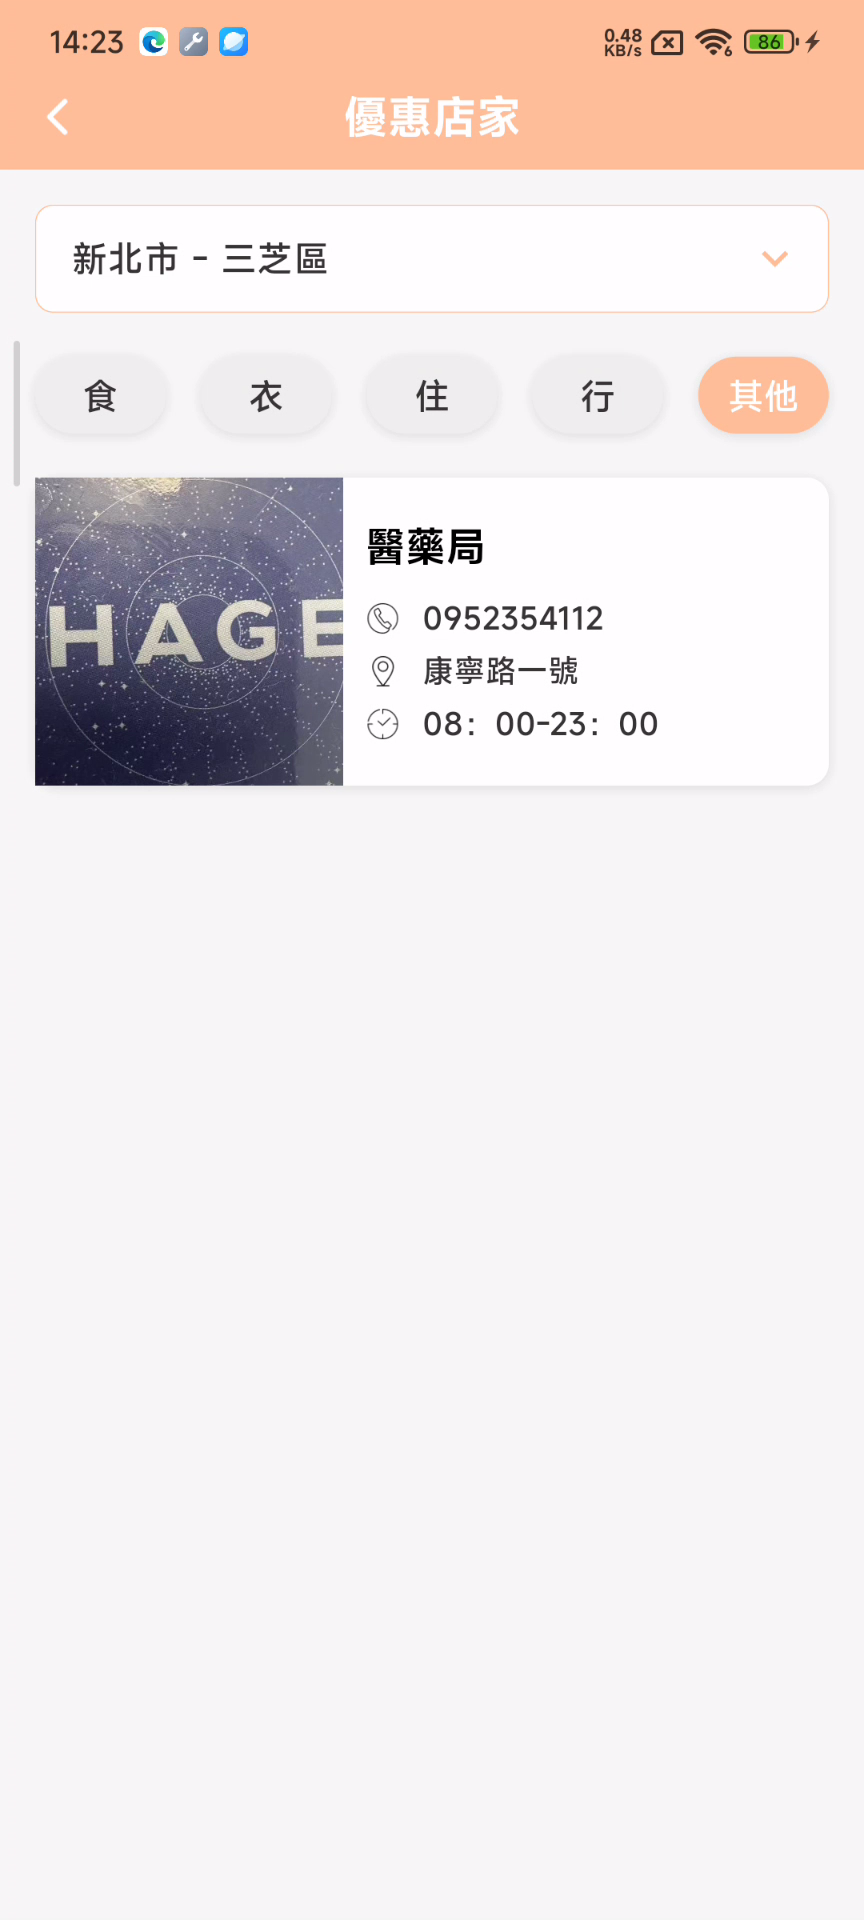 14:23
0.48
KB/s
6
86
優惠店家
新北市 - 三芝區
食
衣
住
行
其他
HAGE
醫藥局
0952354112
康寧路一號
08：00-23：00